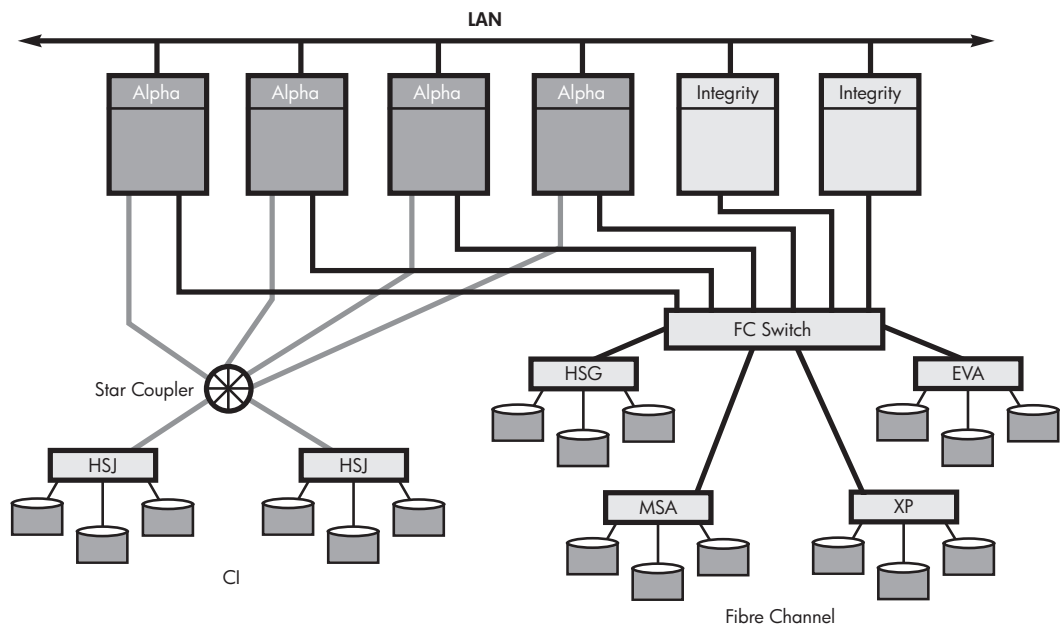 LAN
Alpha
Alpha
Alpha
Alpha
Integrity
Integrity
FC Switch
Star Coupler
HSG
EVA
HSJ
HSJ
MSA
XP
CI
Fibre Channel